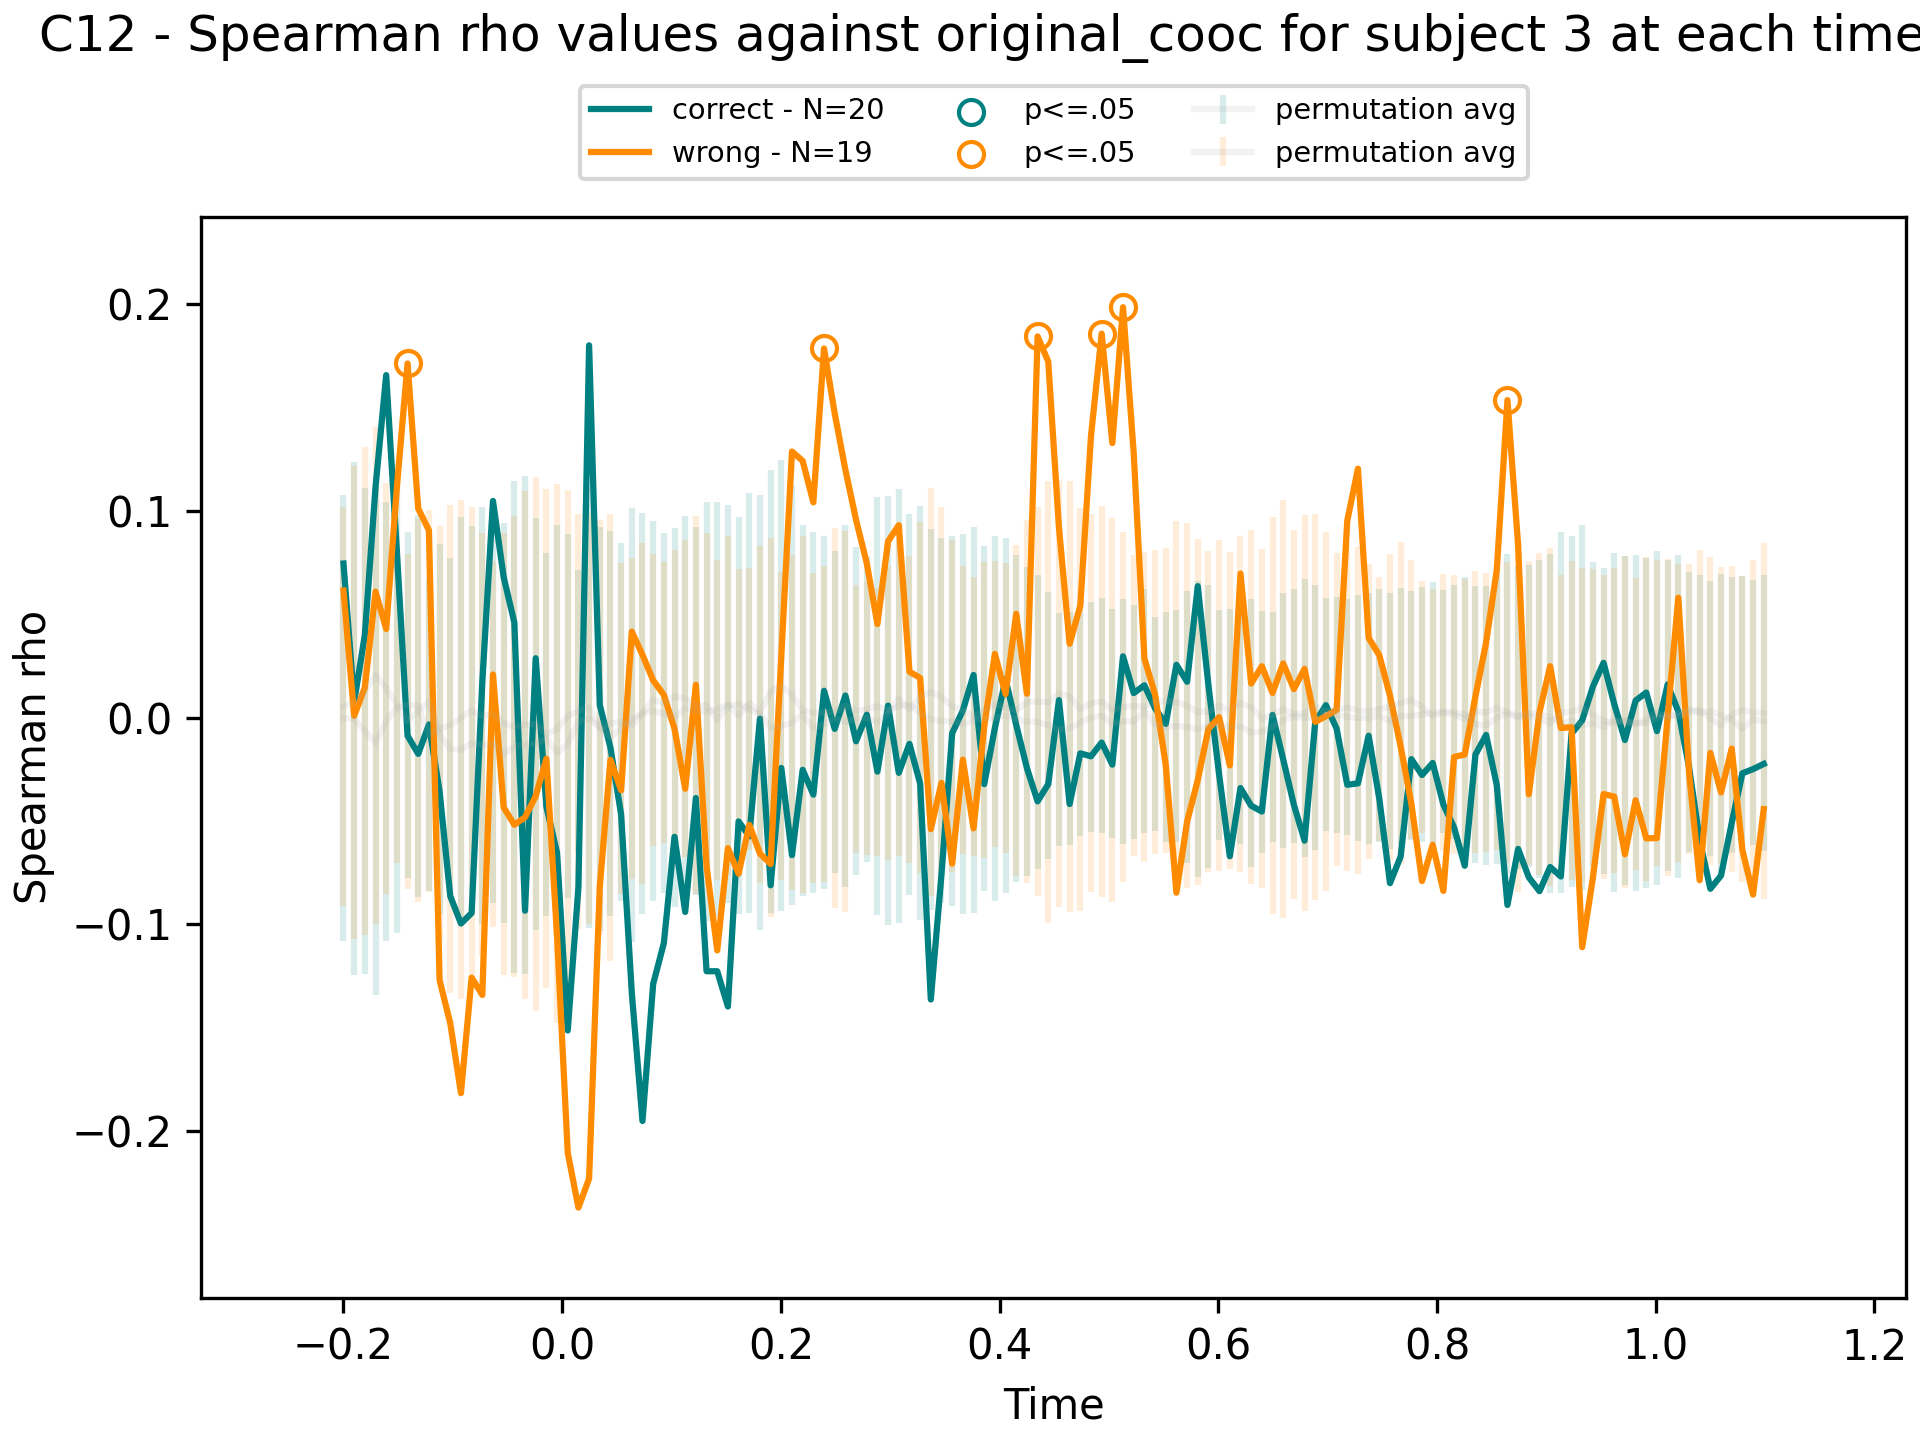 C12 - Spearman rho values against original_cooc for subject 3 at each time
correct - N=20 p<=.05 permutation avg
wrong - N=19 p<=.05 permutation avg
0.2
0.1
0.0
−0.1
−0.2
Spearman rho
−0.2 0.0 0.2 0.4 0.6 0.8 1.0 1.2
Time